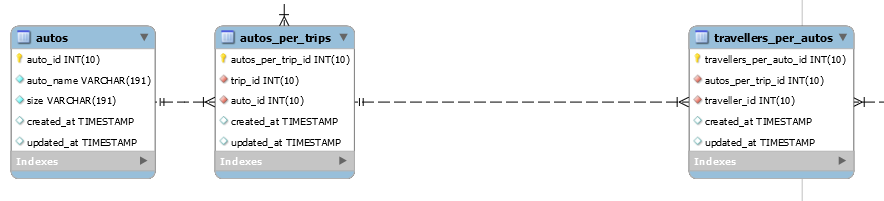 autos
auto_id INT(10)
auto_name VARCHAR(191)
size VARCHAR(191)
created_at TIMESTAMP
updated_at TIMESTAMP
Indexes
autos_per_trips
autos_per_trip_id INT(10)
trip_id INT(10)
auto_id INT(10)
created_at TIMESTAMP
updated_at TIMESTAMP
Indexes
travellers_per_autos
travellers_per_auto_id INT(10)
autos_per_trip_id INT(10)
traveller_id INT(10)
created_at TIMESTAMP
updated_at TIMESTAMP
Indexes